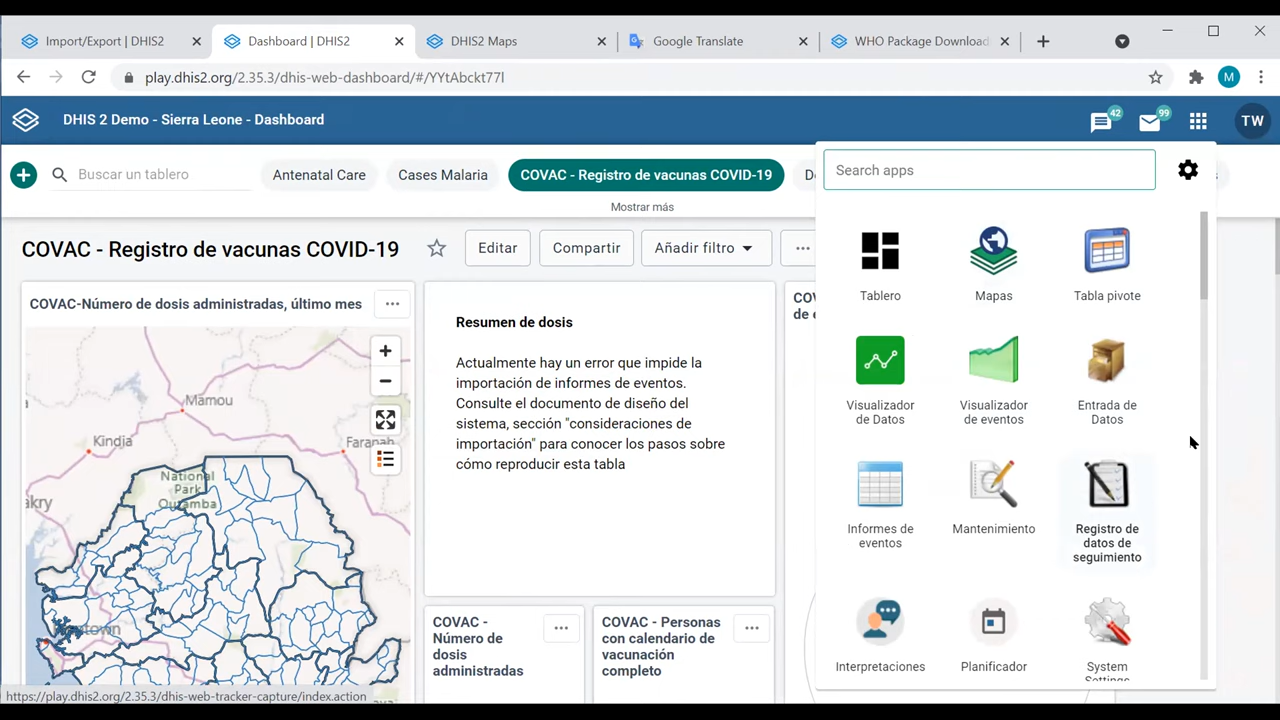 Import/Export | DHIS2
Dashboard | DHIS2
DHIS2 Maps
Google Translate
WHO Package Download
play.dhis2.org/2.35.3/dhis-web-dashboard/#/YYtAbckt77l
M
DHIS 2 Demo - Sierra Leone - Dashboard
42
99
TW
Buscar un tablero
Antenatal Care
Cases Malaria
COVAC - Registro de vacunas COVID-19
Mostrar más
Search apps
COVAC - Registro de vacunas COVID-19
Editar
Compartir
Añadir filtro
Tablero
Mapas
Tabla pivote
COVAC-Número de dosis administradas, último mes
Resumen de dosis
Actualmente hay un error que impide la
importación de informes de eventos.
Consulte el documento de diseño del
sistema, sección "consideraciones de
importación" para conocer los pasos sobre
cómo reproducir esta tabla
de e
Visualizador
de Datos
Visualizador
de eventos
Entrada de
Datos
Mamou
Kindia
Faranah
National
Park
Outamba
kry
Informes de
eventos
Mantenimiento
Registro de
datos de
seguimiento
COVAC -
Número de
dosis
administradas
COVAC - Personas
con calendario de
vacunación
completo
Interpretaciones
Planificador
System
Settings
https://play.dhis2.org/2.35.3/dhis-web-tracker-capture/index.action